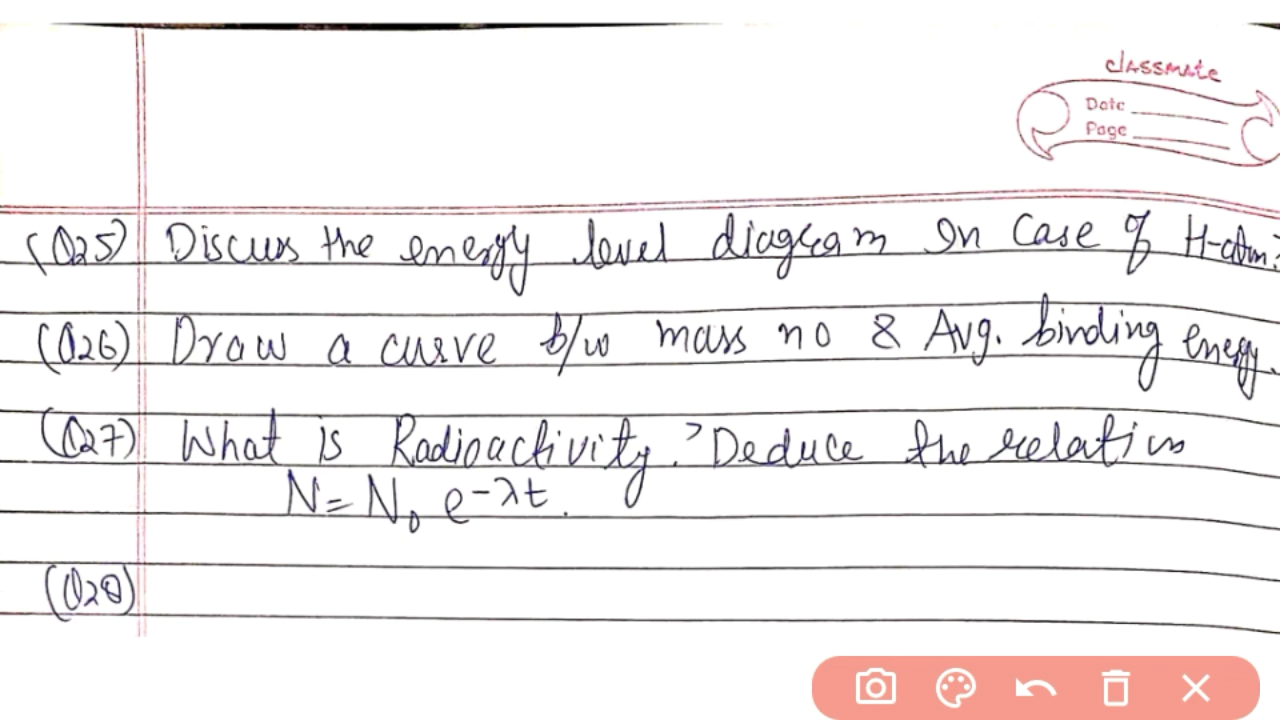 classmate
Date
Page
(Q25) Discuss the energy level diagram in Case of H-atom:
(Q26) Draw a curve b/w mass no & Avg. binding energy.
(Q27) What is Radioactivity? Deduce the relation
N = N₀ e-λt.
(Q28)